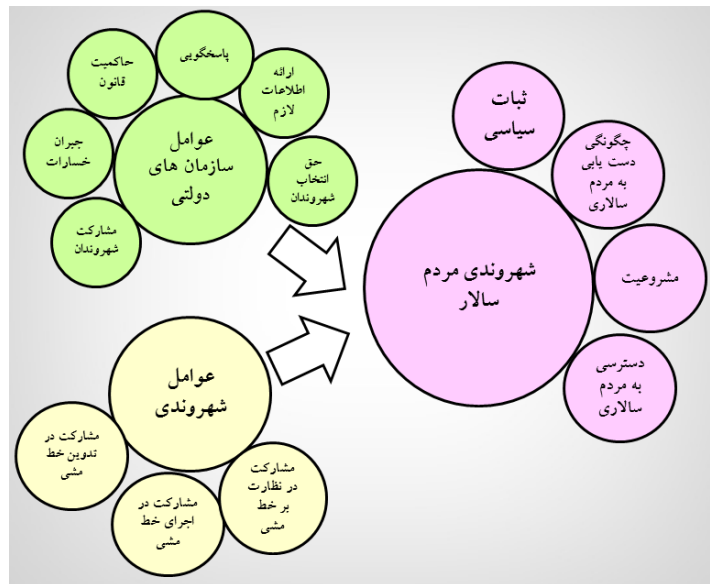 عوامل
سازمان های
دولتی
پاسخگویی
حاکمیت
قانون
ارائه
اطلاعات
لازم
جبران
خسارات
حق
انتخاب
شهروندان
مشارکت
شهروندان
عوامل
شهروندی
مشارکت در
تدوین خط
مشی
مشارکت در
اجرای خط
مشی
مشارکت
در نظارت
بر خط
مشی
شهروندی مردم
سالار
ثبات
سیاسی
چگونگی
دست یابی
به مردم
سالاری
مشروعیت
دسترسی
به مردم
سالاری